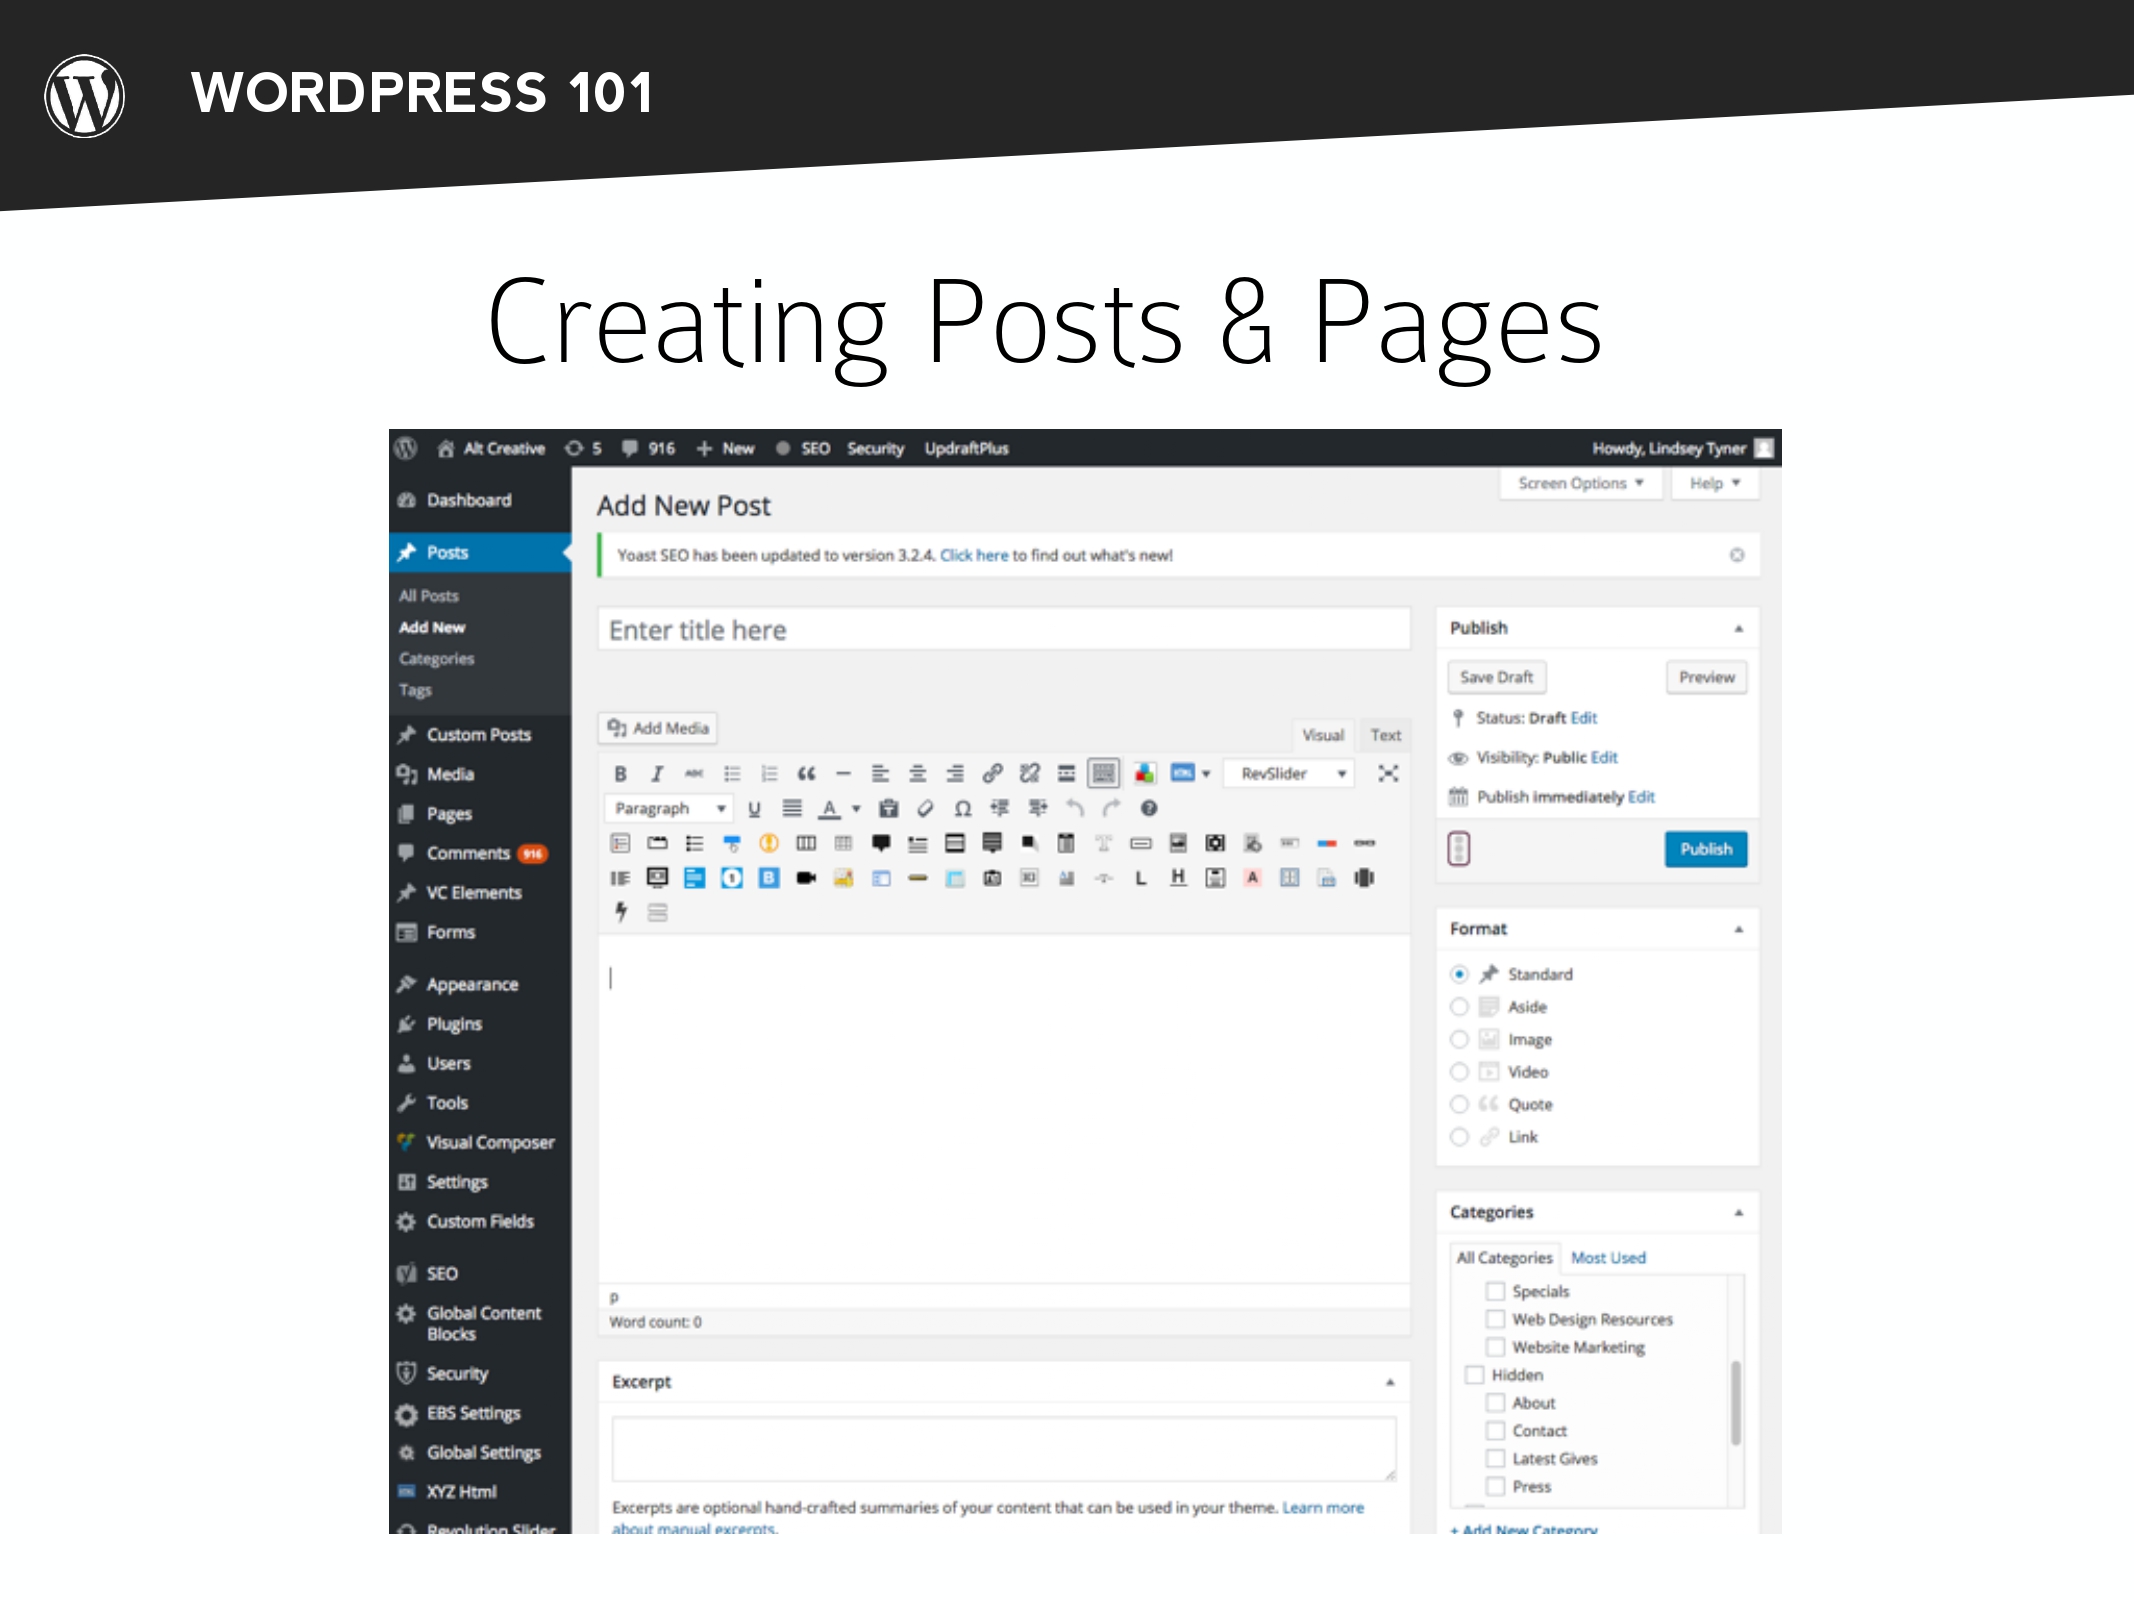 WORDPRESS 101
Creating Posts & Pages
Alt Creative 5 916 New SEO Security UpdraftPlus Howdy, Lindsey Tyner
Screen Options Help
Dashboard
Posts
All Posts
Add New
Categories
Tags
Custom Posts
Media
Pages
Comments 916
VC Elements
Forms
Appearance
Plugins
Users
Tools
Visual Composer
Settings
Custom Fields
SEO
Global Content
Blocks
Security
EBS Settings
Global Settings
XYZ Html
Revolution Slider
Add New Post
Yoast SEO has been updated to version 3.2.4. Click here to find out what's new!
Enter title here
Add Media
Visual Text
B I ABC RevSlider
Paragraph U A Ω
p
Word count: 0
Excerpt
Excerpts are optional hand-crafted summaries of your content that can be used in your theme. Learn more
about manual excerpts.
Publish
Save Draft Preview
Status: Draft Edit
Visibility: Public Edit
Publish immediately Edit
Publish
Format
Standard
Aside
Image
Video
Quote
Link
Categories
All Categories Most Used
Specials
Web Design Resources
Website Marketing
Hidden
About
Contact
Latest Gives
Press
+ Add New Category